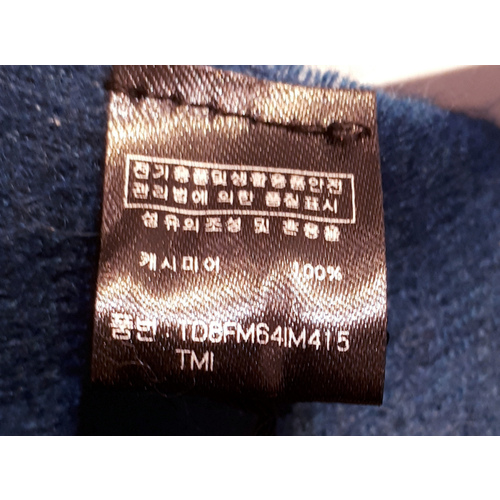 전기용품및생활용품안전
관리법에 의한 품질표시
섬유의조성 및 혼용률
캐시미어 100%
품번 TD8FM64IM415
TMI